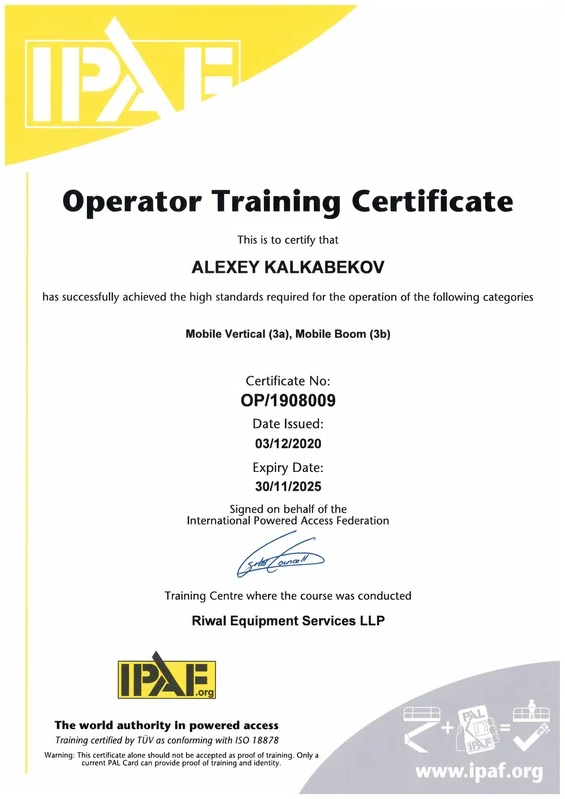 IPAF
Operator Training Certificate
This is to certify that
ALEXEY KALKABEKOV
has successfully achieved the high standards required for the operation of the following categories
Mobile Vertical (3a), Mobile Boom (3b)
Certificate No:
OP/1908009
Date Issued:
03/12/2020
Expiry Date:
30/11/2025
Signed on behalf of the
International Powered Access Federation
Training Centre where the course was conducted
Riwal Equipment Services LLP
IPAF
.org
The world authority in powered access
Training certified by TÜV as conforming with ISO 18878
Warning: This certificate alone should not be accepted as proof of training. Only a
current PAL Card can provide proof of training and identity.
PAL
+ =
IPAF
www.ipaf.org